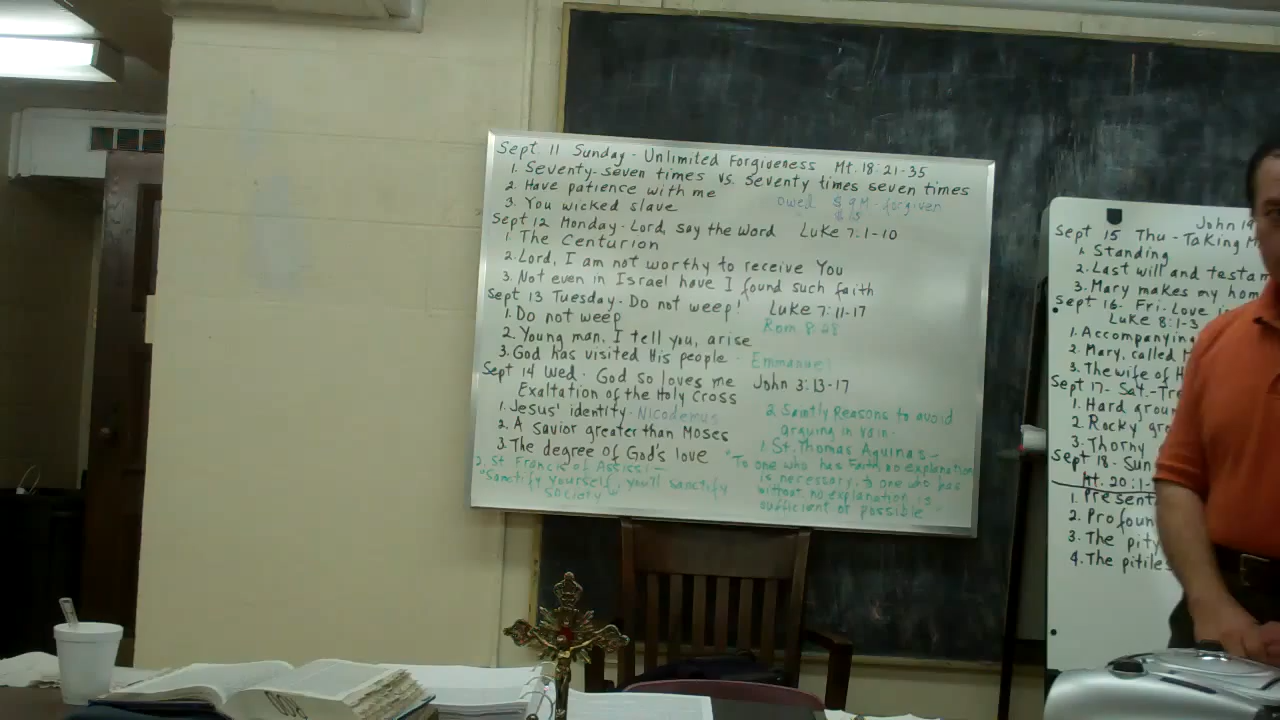 Sept. 11 Sunday - Unlimited Forgiveness Mt. 18:21-35
1. Seventy-seven times vs. Seventy times seven times
2. Have patience with me
owed $9M - forgiven
3. You wicked slave
Sept 12 Monday - Lord, say the word Luke 7:1-10
1. The Centurion
2. Lord, I am not worthy to receive You
3. Not even in Israel have I found such faith
Sept 13 Tuesday - Do not weep! Luke 7:11-17
1. Do not weep
Rom 8:28
2. Young man, I tell you, arise
3. God has visited His people - Emmanuel
Sept 14 Wed - God so loves me John 3:13-17
Exaltation of the Holy Cross
1. Jesus' identity - Nicodemus
2. A savior greater than Moses
3. The degree of God's love
2. St Francis of Assissi -
"Sanctify yourself, you'll sanctify
society"
2 Saintly Reasons to avoid
arguing in vain.
1. St. Thomas Aquinas -
"To one who has Faith, no explanation
is necessary, to one who has
without no explanation is
sufficient or possible"
John 19
Sept 15 Thu - Taking M
1. Standing
2. Last will and testam
3. Mary makes my hom
Sept 16 - Fri - Love
Luke 8:1-3
1. Accompanying
2. Mary, called
3. The wife of H
Sept 17 - Sat - Tre
1. Hard groun
2. Rocky gro
3. Thorny
Sept 18 - Sun
Mt. 20:1-
1. Present
2. Profoun
3. The pity
4. The pitiles